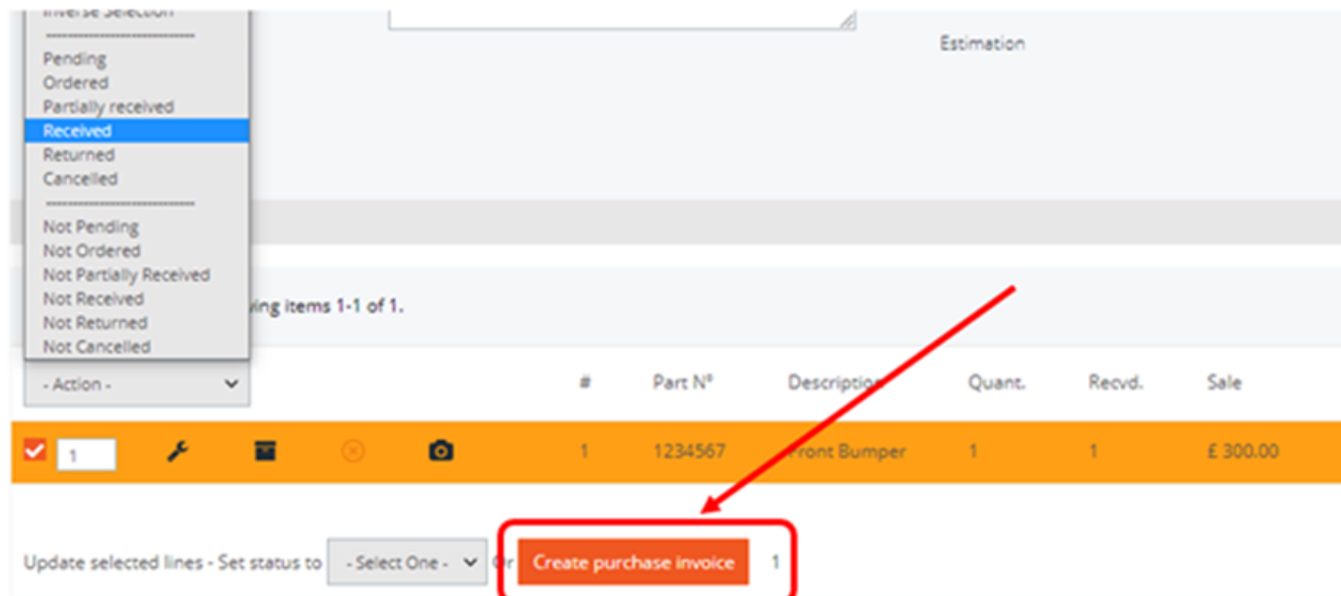 Inverse Selection
Estimation
Pending
Ordered
Partially received
Received
Returned
Cancelled
Not Pending
Not Ordered
Not Partially Received
Not Received
Not Returned
Not Cancelled
items 1-1 of 1.
- Action -
# Part Nº Description Quant. Recvd. Sale
1 1 1234567 Front Bumper 1 1 £ 300.00
Update selected lines - Set status to - Select One - Or Create purchase invoice 1